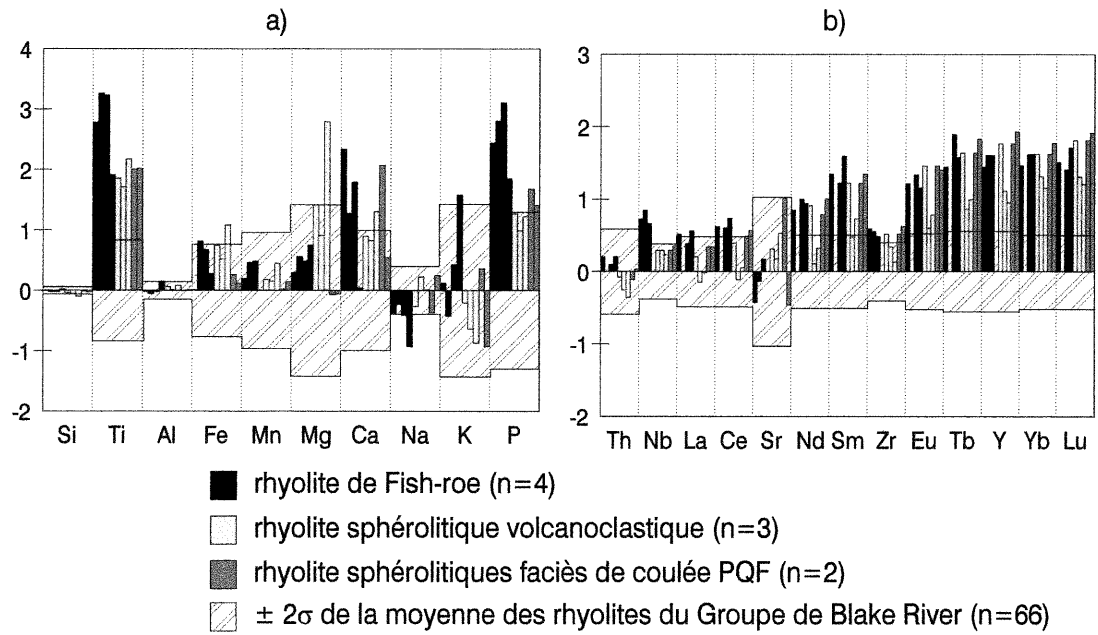 a)
4
3
2
1
0
-1
-2
Si Ti Al Fe Mn Mg Ca Na K P
b)
3
2
1
0
-1
-2
Th Nb La Ce Sr Nd Sm Zr Eu Tb Y Yb Lu
rhyolite de Fish-roe (n=4)
rhyolite sphérolitique volcanoclastique (n=3)
rhyolite sphérolitiques faciès de coulée PQF (n=2)
± 2σ de la moyenne des rhyolites du Groupe de Blake River (n=66)